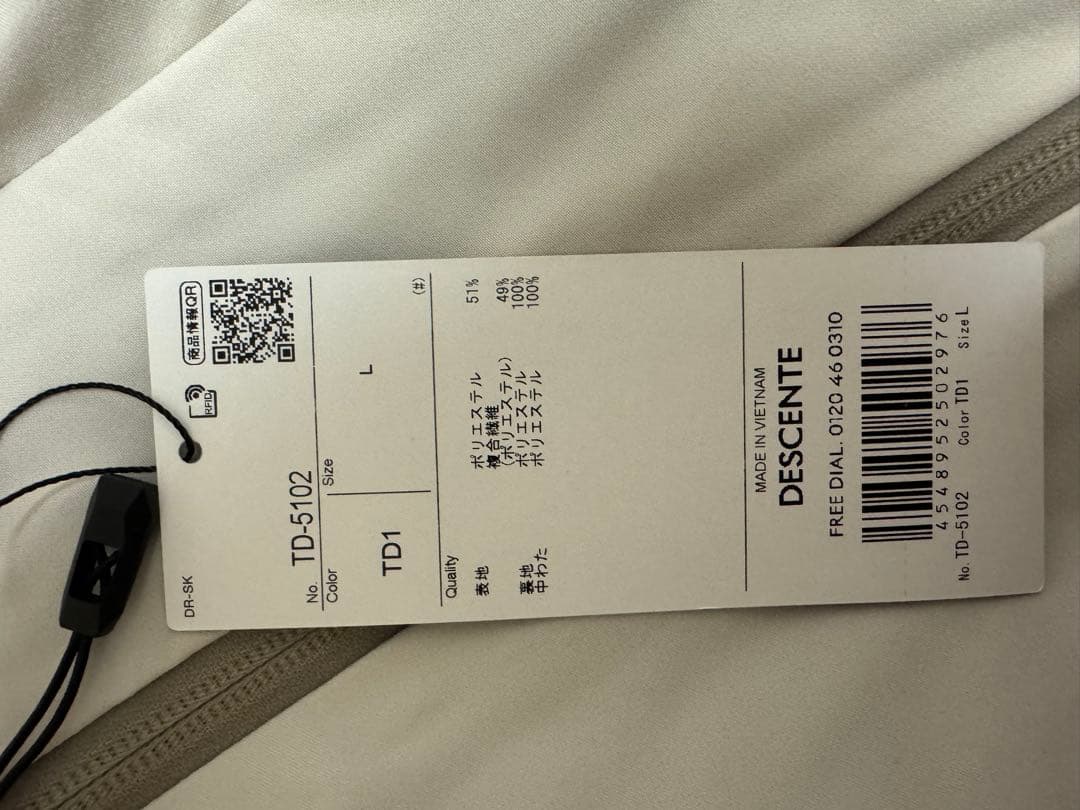 DR-SK
RFID
商品情報QR
No. TD-5102
Color
Size
TD1
L
(#)
Quality
表地 ポリエステル 51%
複合繊維
(ポリエステル) 49%
裏地 ポリエステル 100%
中わた ポリエステル 100%
MADE IN VIETNAM
DESCENTE
FREE DIAL. 0120 46 0310
4548952502976
No. TD-5102 Color TD1 Size L